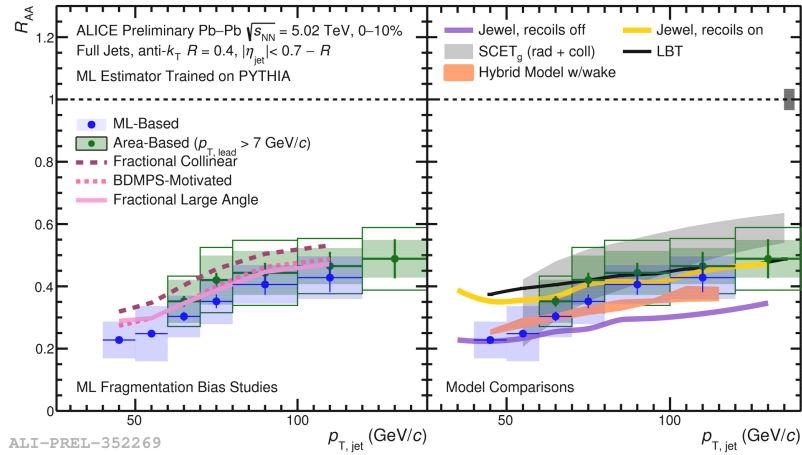 R_AA
ALICE Preliminary Pb–Pb √s_NN = 5.02 TeV, 0–10%
Full Jets, anti-k_T R = 0.4, |η_jet| < 0.7 − R
ML Estimator Trained on PYTHIA
ML-Based
Area-Based (p_T, lead > 7 GeV/c)
Fractional Collinear
BDMPS-Motivated
Fractional Large Angle
ML Fragmentation Bias Studies
Jewel, recoils off
SCET_g (rad + coll)
Hybrid Model w/wake
Jewel, recoils on
LBT
Model Comparisons
1.2
1
0.8
0.6
0.4
0.2
0
50
100
50
100
p_T, jet (GeV/c)
p_T, jet (GeV/c)
ALI-PREL-352269